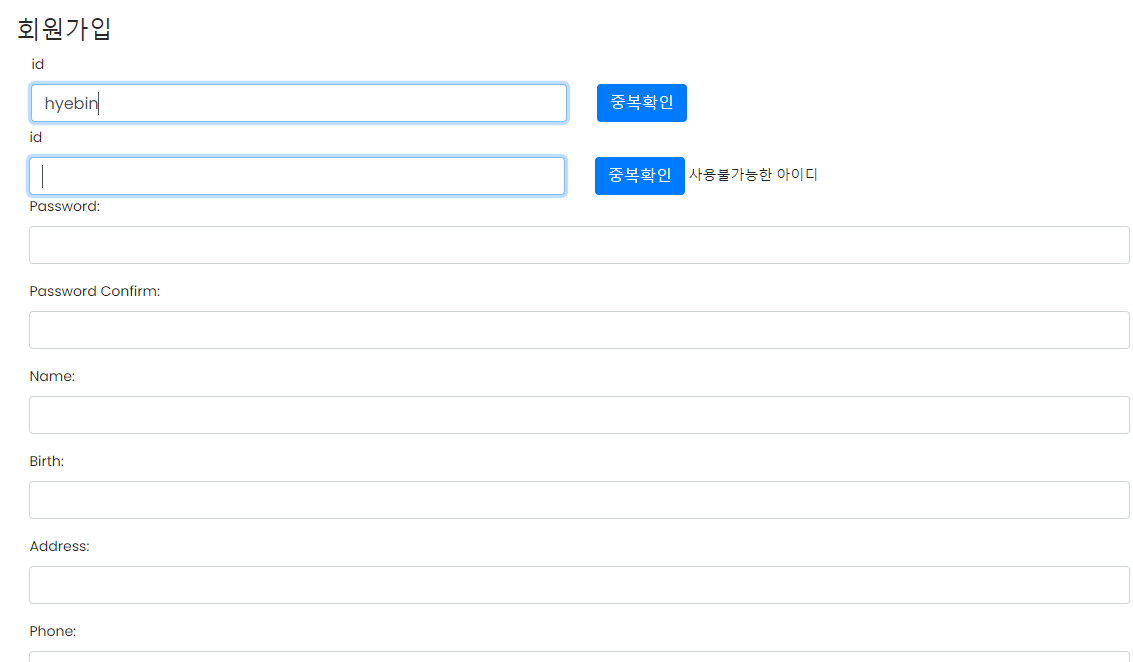 회원가입
id
hyebin
중복확인
id
중복확인 사용불가능한 아이디
Password:
Password Confirm:
Name:
Birth:
Address:
Phone: